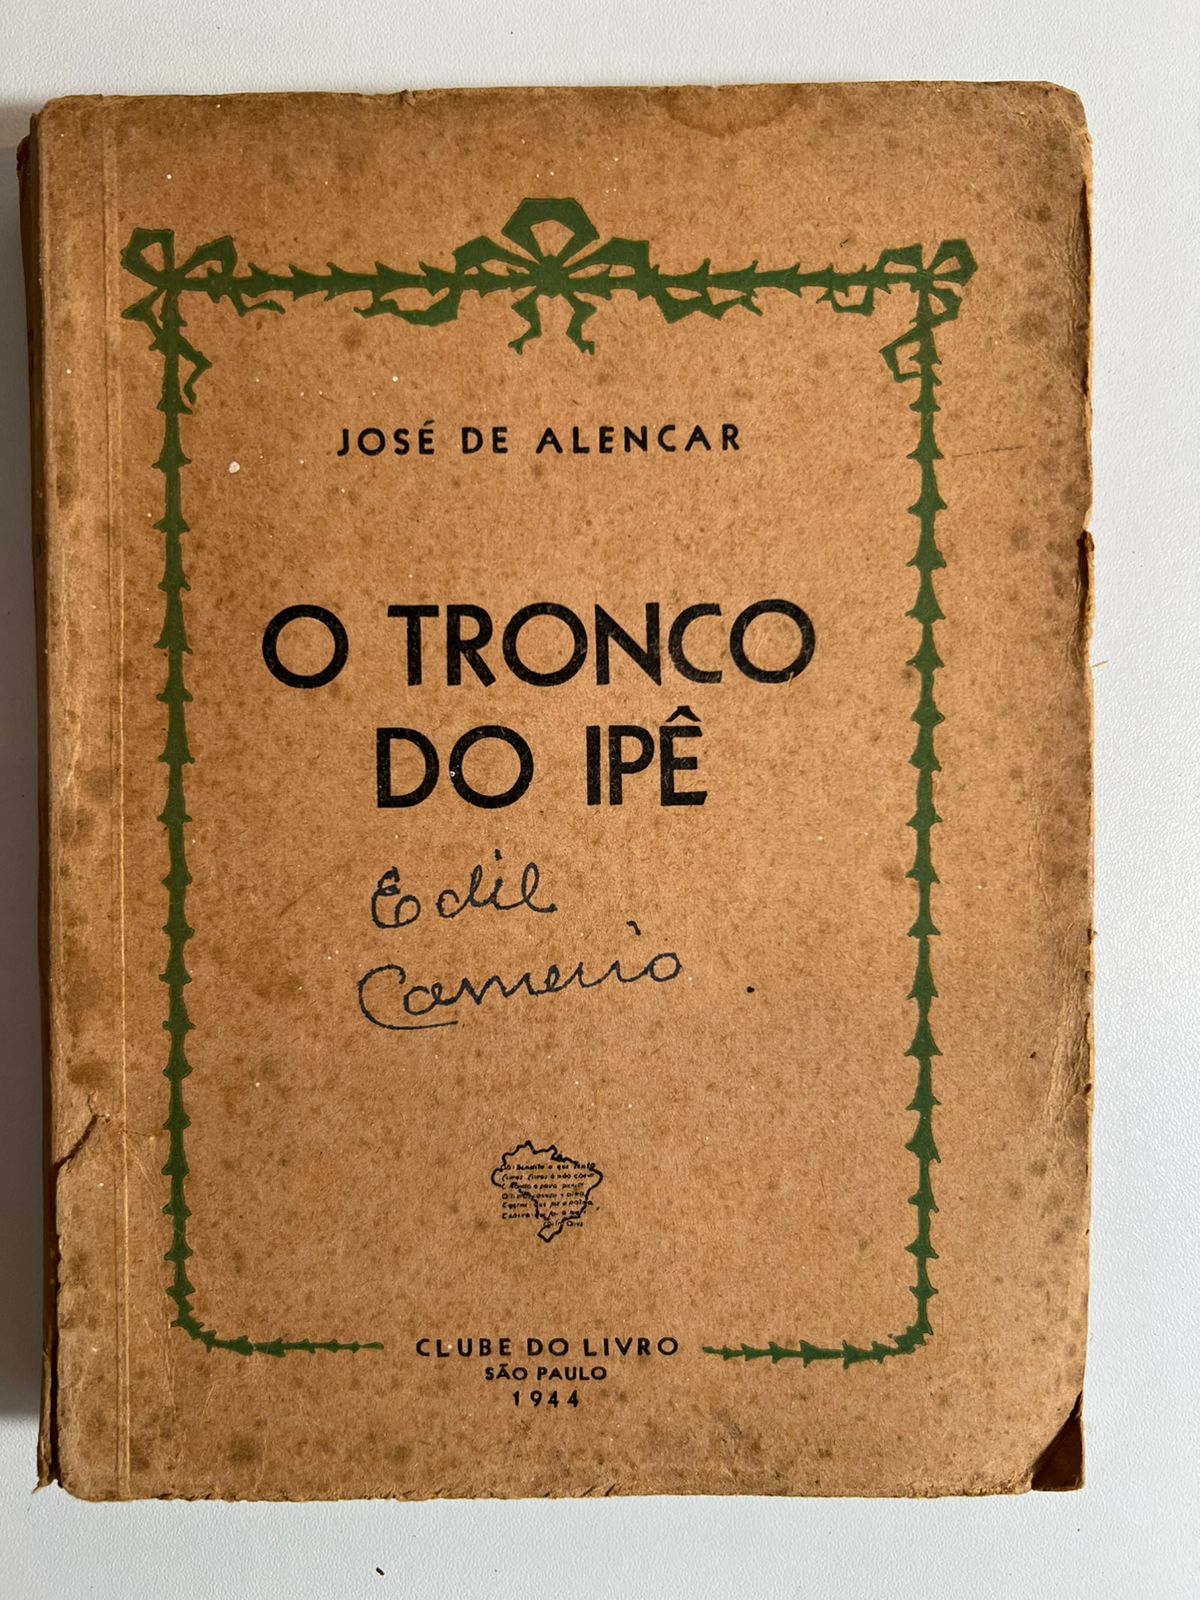 JOSÉ DE ALENCAR
O TRONCO
DO IPÊ
Edil
Carneiro
CLUBE DO LIVRO
SÃO PAULO
1944